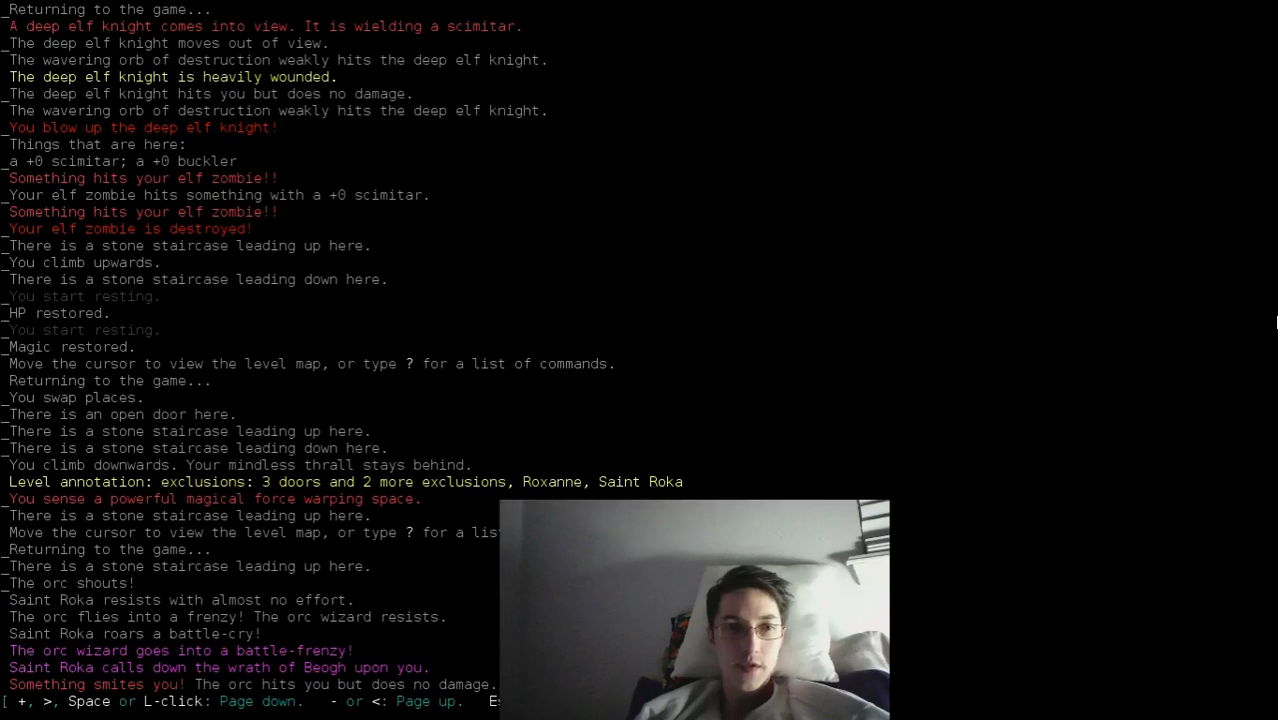 _Returning to the game...
A deep elf knight comes into view. It is wielding a scimitar.
_The deep elf knight moves out of view.
The wavering orb of destruction weakly hits the deep elf knight.
The deep elf knight is heavily wounded.
_The deep elf knight hits you but does no damage.
The wavering orb of destruction weakly hits the deep elf knight.
_You blow up the deep elf knight!
Things that are here:
_a +0 scimitar; a +0 buckler
Something hits your elf zombie!!
_Your elf zombie hits something with a +0 scimitar.
Something hits your elf zombie!!
_Your elf zombie is destroyed!
_There is a stone staircase leading up here.
_You climb upwards.
There is a stone staircase leading down here.
_You start resting.
_HP restored.
_You start resting.
_Magic restored.
Move the cursor to view the level map, or type ? for a list of commands.
Returning to the game...
_You swap places.
_There is an open door here.
_There is a stone staircase leading up here.
_There is a stone staircase leading down here.
You climb downwards. Your mindless thrall stays behind.
Level annotation: exclusions: 3 doors and 2 more exclusions, Roxanne, Saint Roka
_You sense a powerful magical force warping space.
_There is a stone staircase leading up here.
Move the cursor to view the level map, or type ? for a lis
_Returning to the game...
_There is a stone staircase leading up here.
_The orc shouts!
Saint Roka resists with almost no effort.
The orc flies into a frenzy! The orc wizard resists.
Saint Roka roars a battle-cry!
The orc wizard goes into a battle-frenzy!
Saint Roka calls down the wrath of Beogh upon you.
Something smites you! The orc hits you but does no damage.
[ +, >, Space or L-click: Page down.   - or <: Page up.   Es